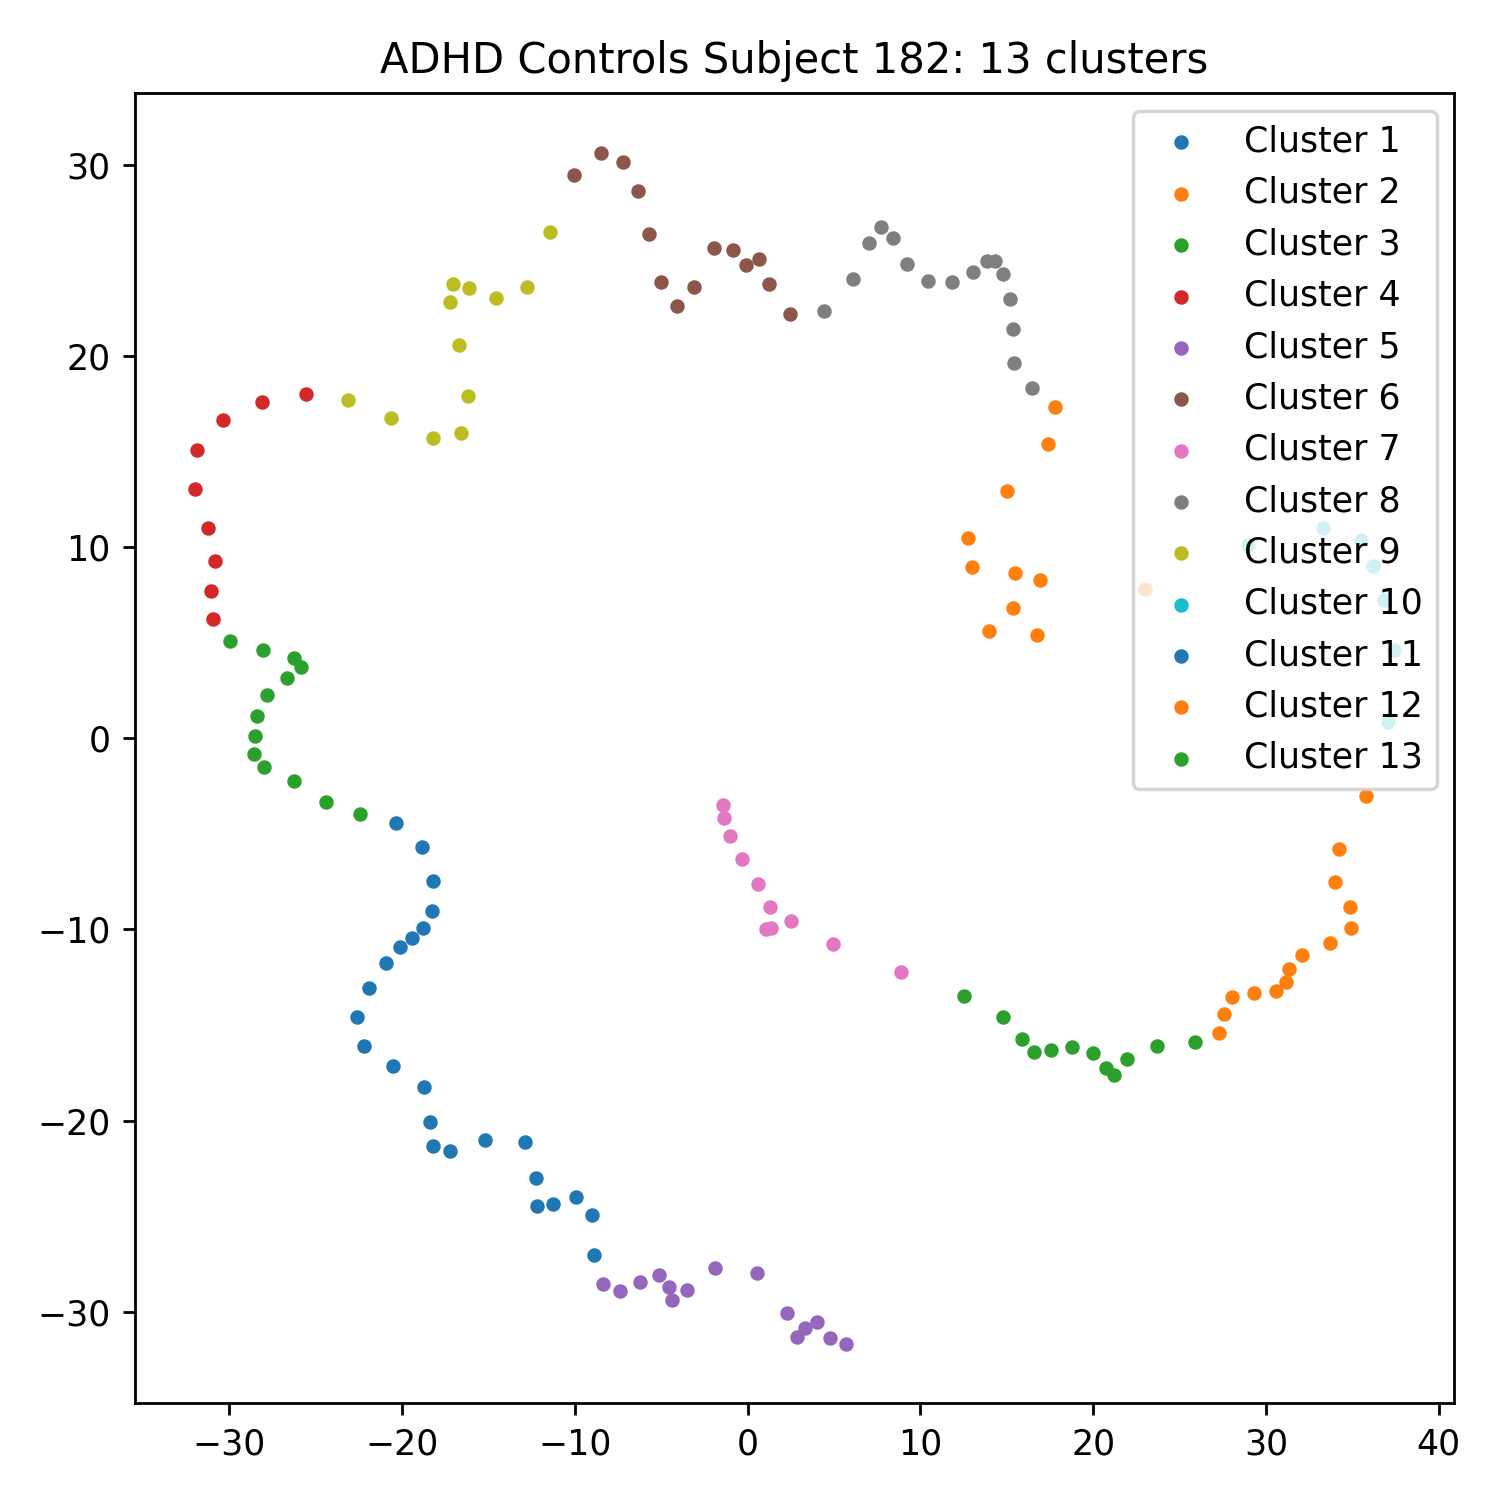 ADHD Controls Subject 182: 13 clusters
30
20
10
0
−10
−20
−30
−30
−20
−10
0
10
20
30
40
Cluster 1
Cluster 2
Cluster 3
Cluster 4
Cluster 5
Cluster 6
Cluster 7
Cluster 8
Cluster 9
Cluster 10
Cluster 11
Cluster 12
Cluster 13